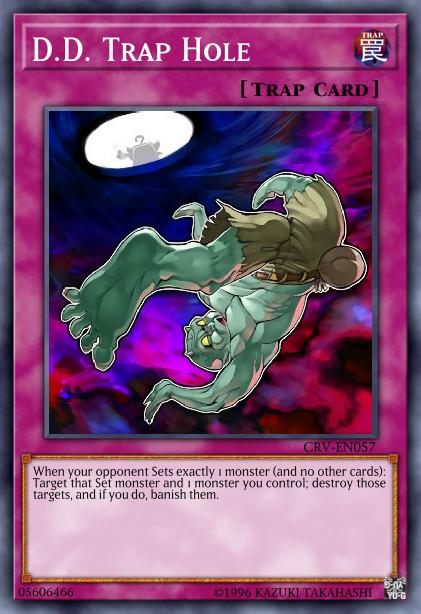 D.D. TRAP HOLE
TRAP
罠
[TRAP CARD]
CRV-EN057
When your opponent Sets exactly 1 monster (and no other cards):
Target that Set monster and 1 monster you control; destroy those
targets, and if you do, banish them.
05606466
©1996 KAZUKI TAKAHASHI